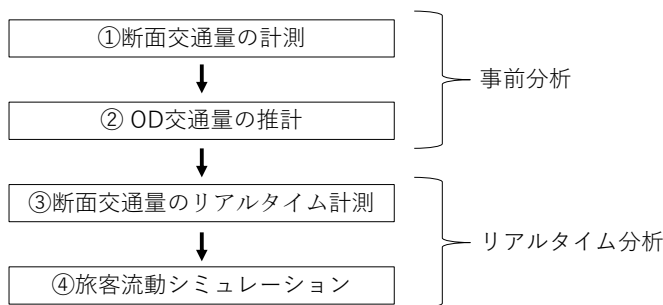 ①断面交通量の計測
② OD交通量の推計
事前分析
③断面交通量のリアルタイム計測
④旅客流動シミュレーション
リアルタイム分析